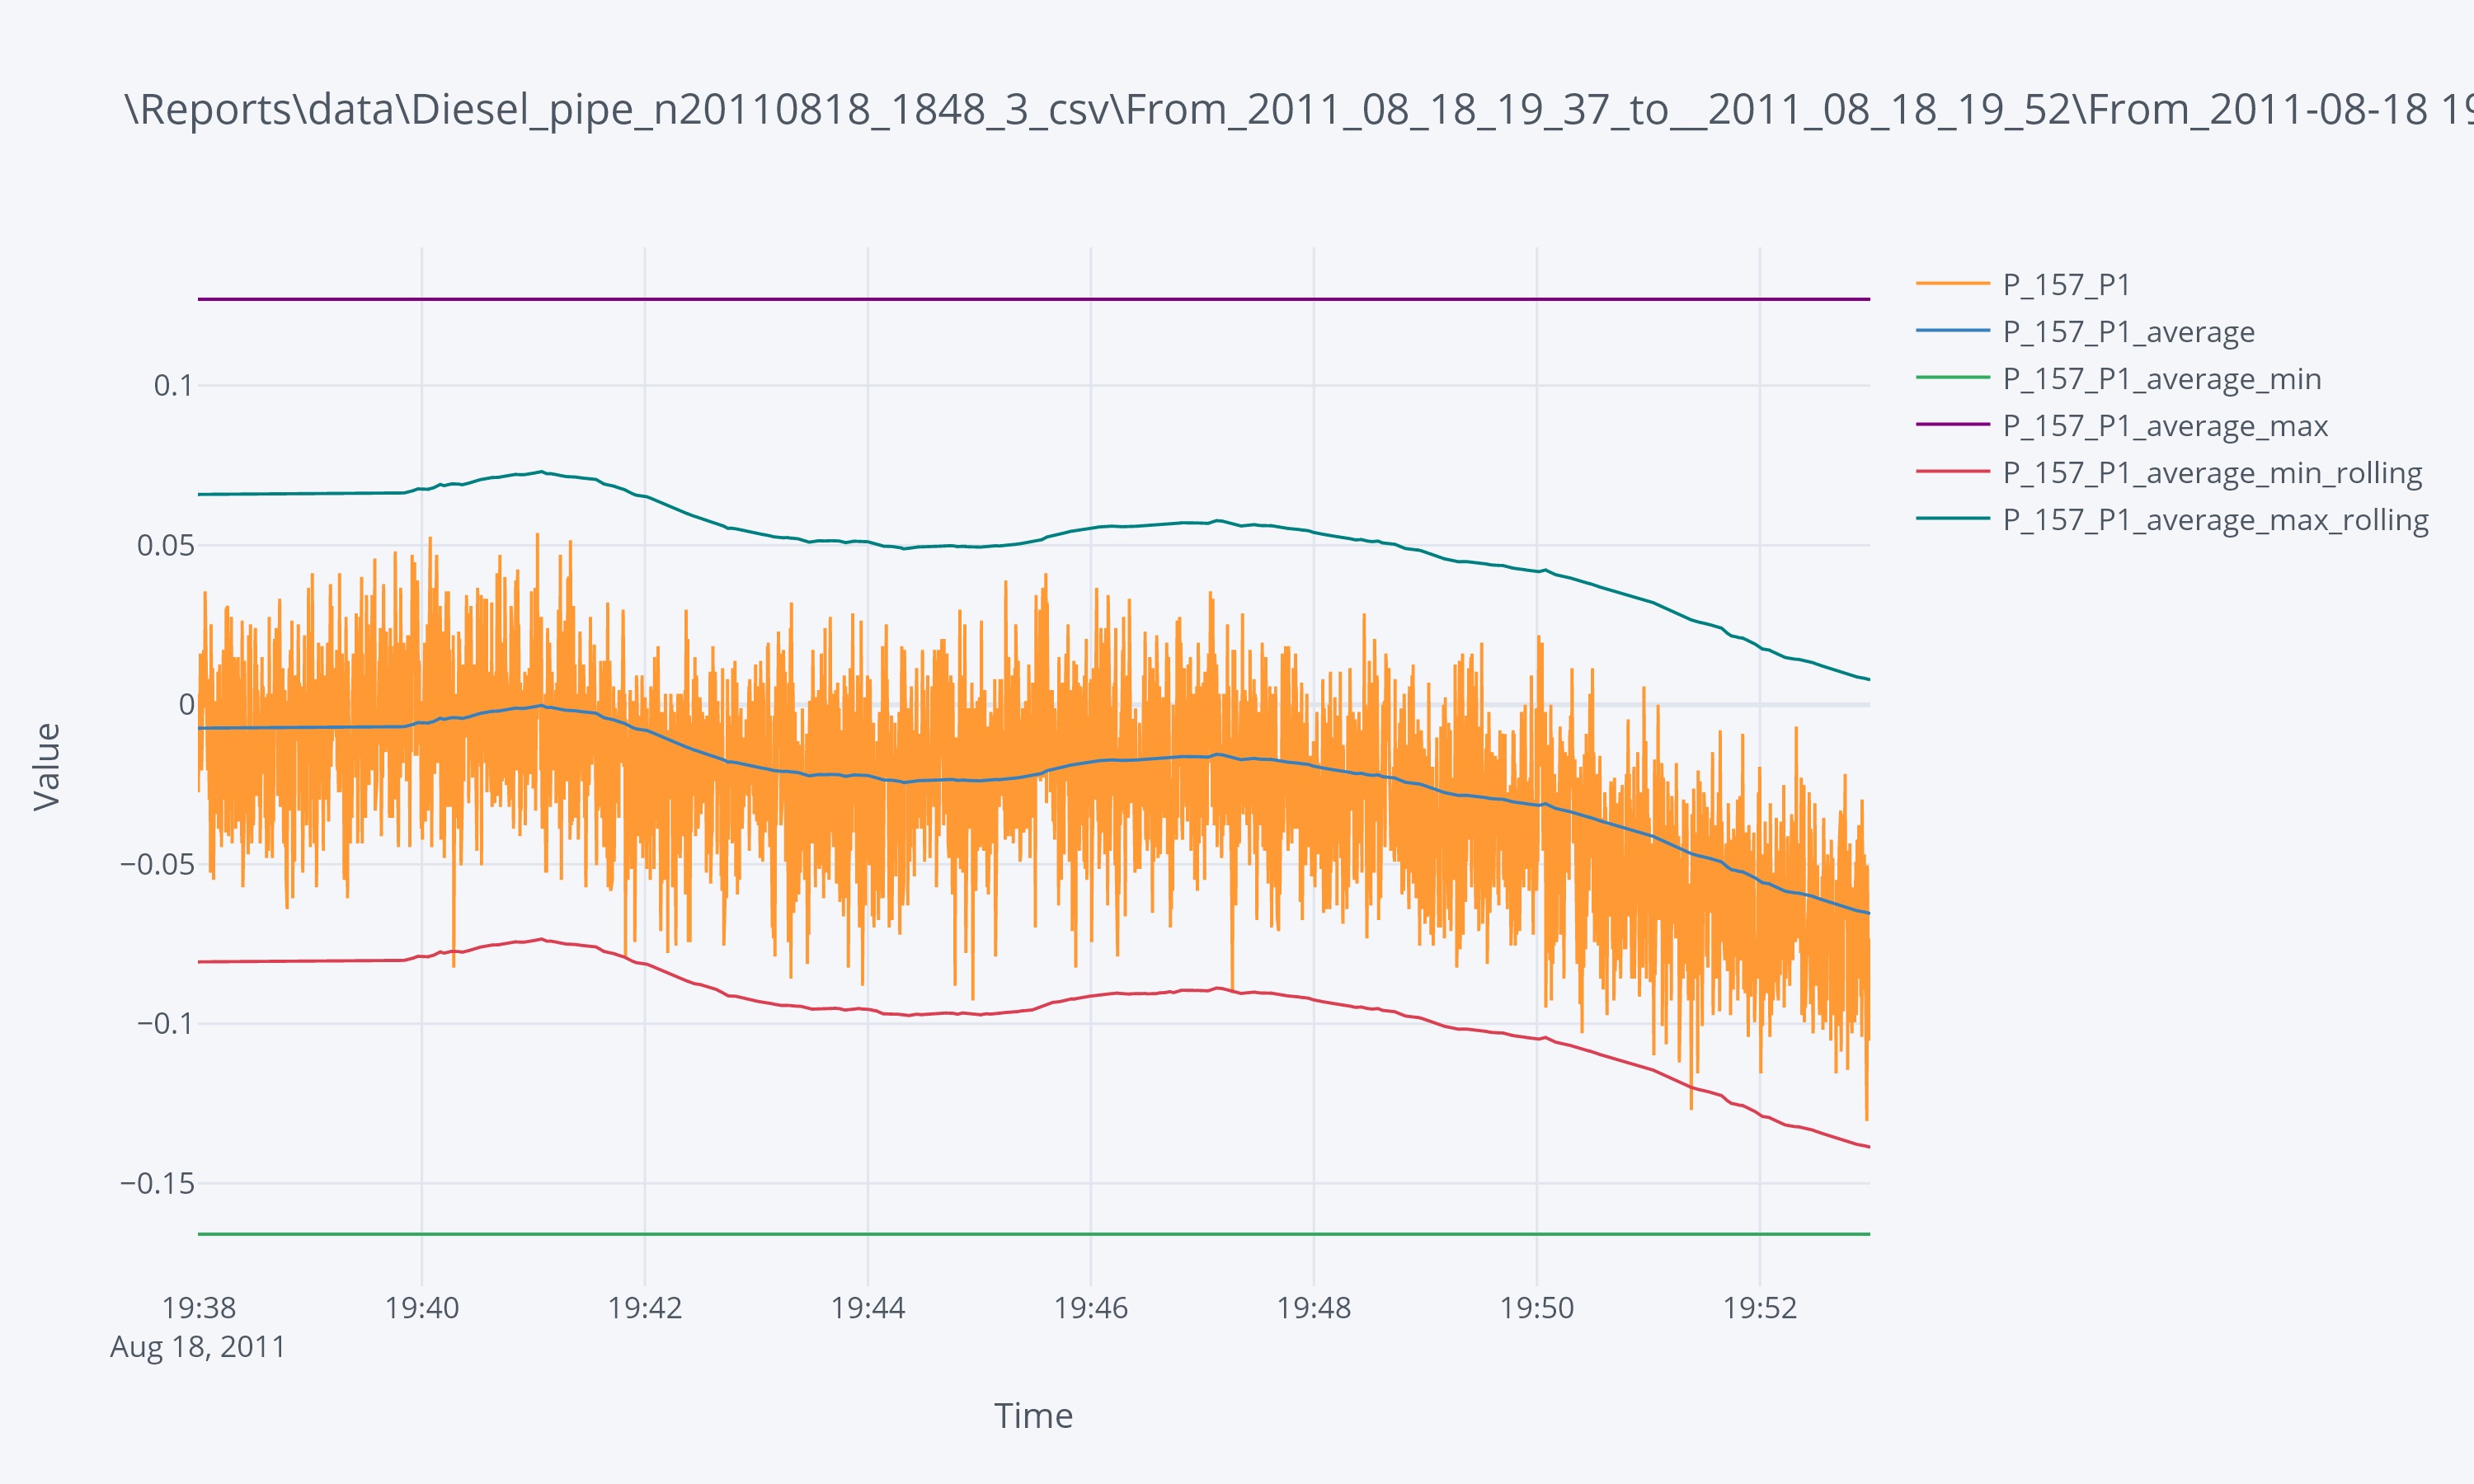 \Reports\data\Diesel_pipe_n20110818_1848_3_csv\From_2011_08_18_19_37_to__2011_08_18_19_52\From_2011-08-18 19
P_157_P1
P_157_P1_average
P_157_P1_average_min
P_157_P1_average_max
P_157_P1_average_min_rolling
P_157_P1_average_max_rolling
0.1
0.05
0
−0.05
−0.1
−0.15
Value
19:38 19:40 19:42 19:44 19:46 19:48 19:50 19:52
Aug 18, 2011
Time